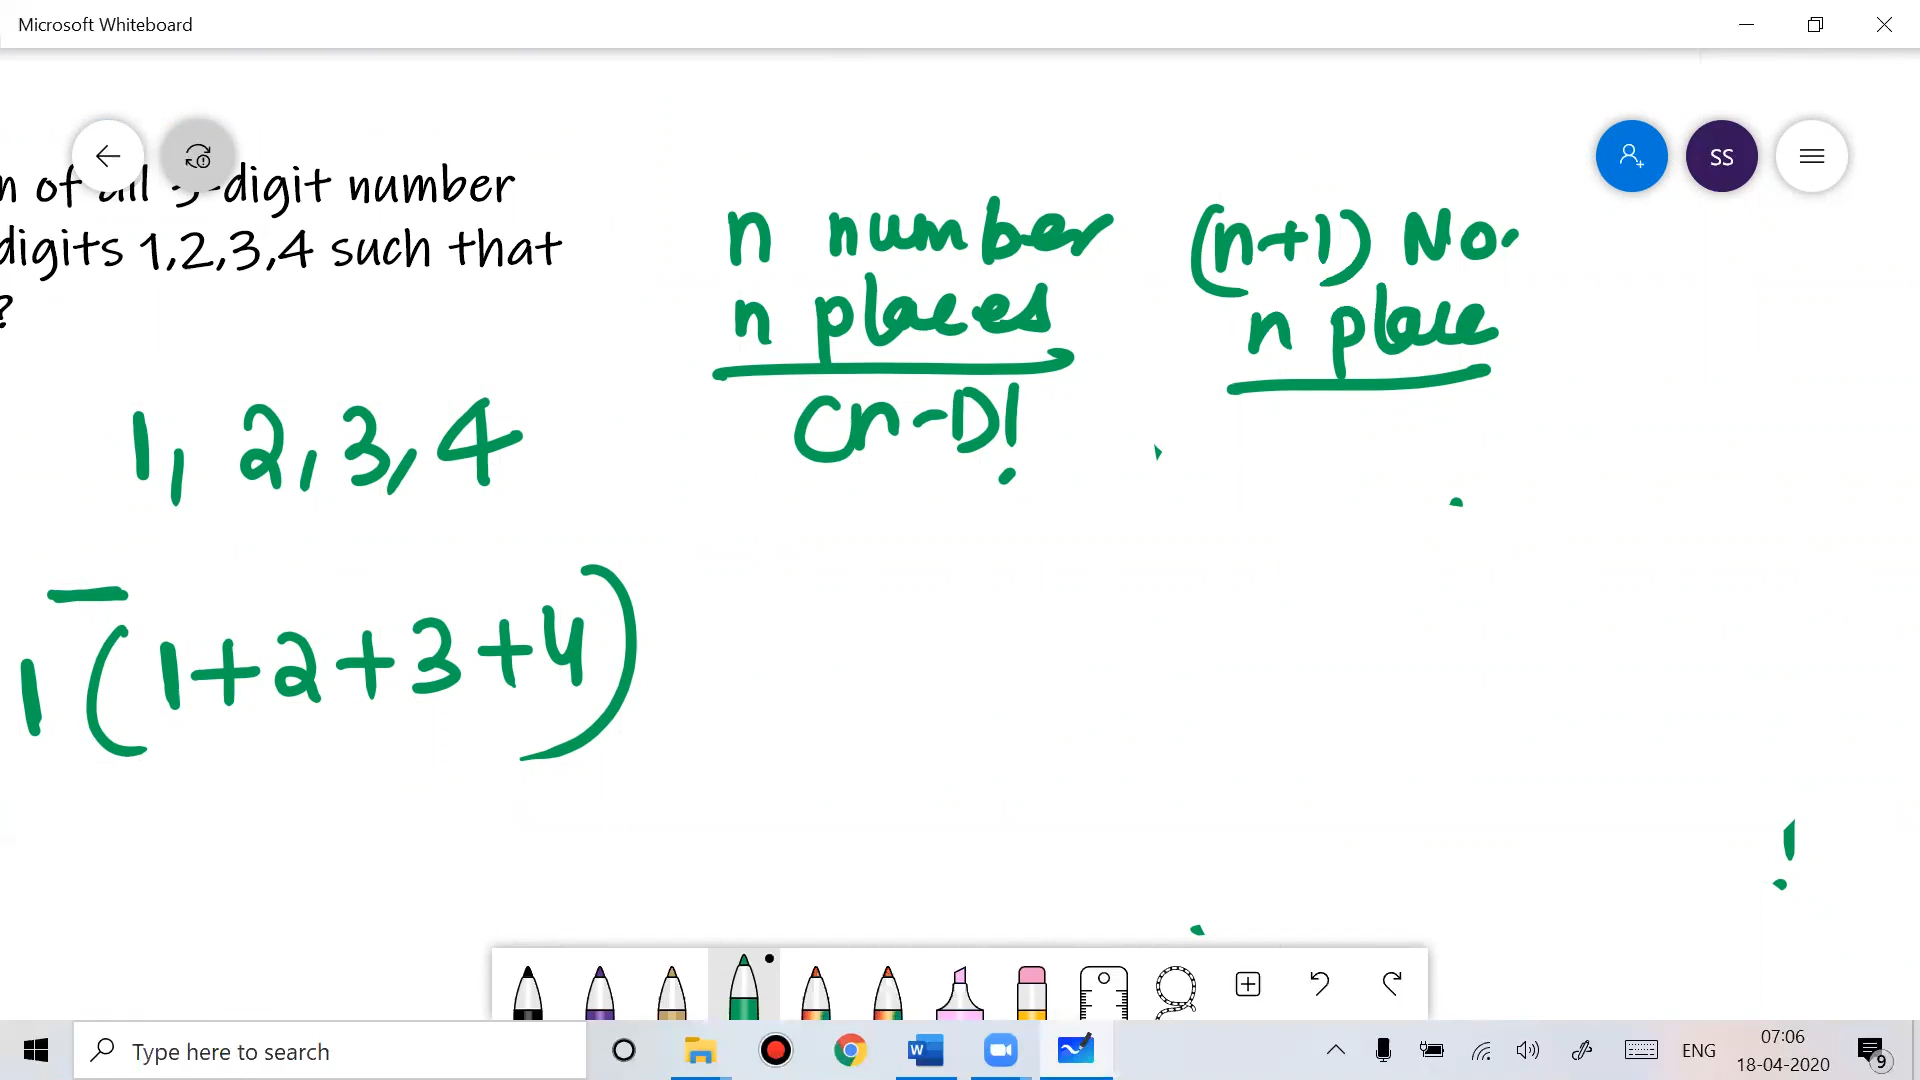 Microsoft Whiteboard
SS
n of all 3-digit number
digits 1,2,3,4 such that
?
n number
n places
(n-1)!
(n+1) No.
n place
1, 2, 3, 4
1 (1+2+3+4)
!
Type here to search
ENG
07:06
18-04-2020
9